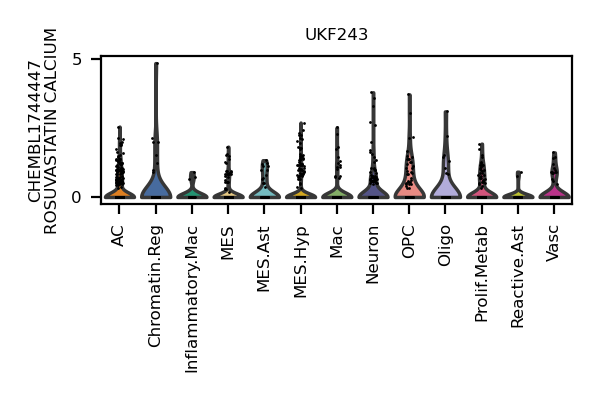 UKF243
CHEMBL1744447
ROSUVASTATIN CALCIUM
5
0
AC
Chromatin.Reg
Inflammatory.Mac
MES
MES.Ast
MES.Hyp
Mac
Neuron
OPC
Oligo
Prolif.Metab
Reactive.Ast
Vasc